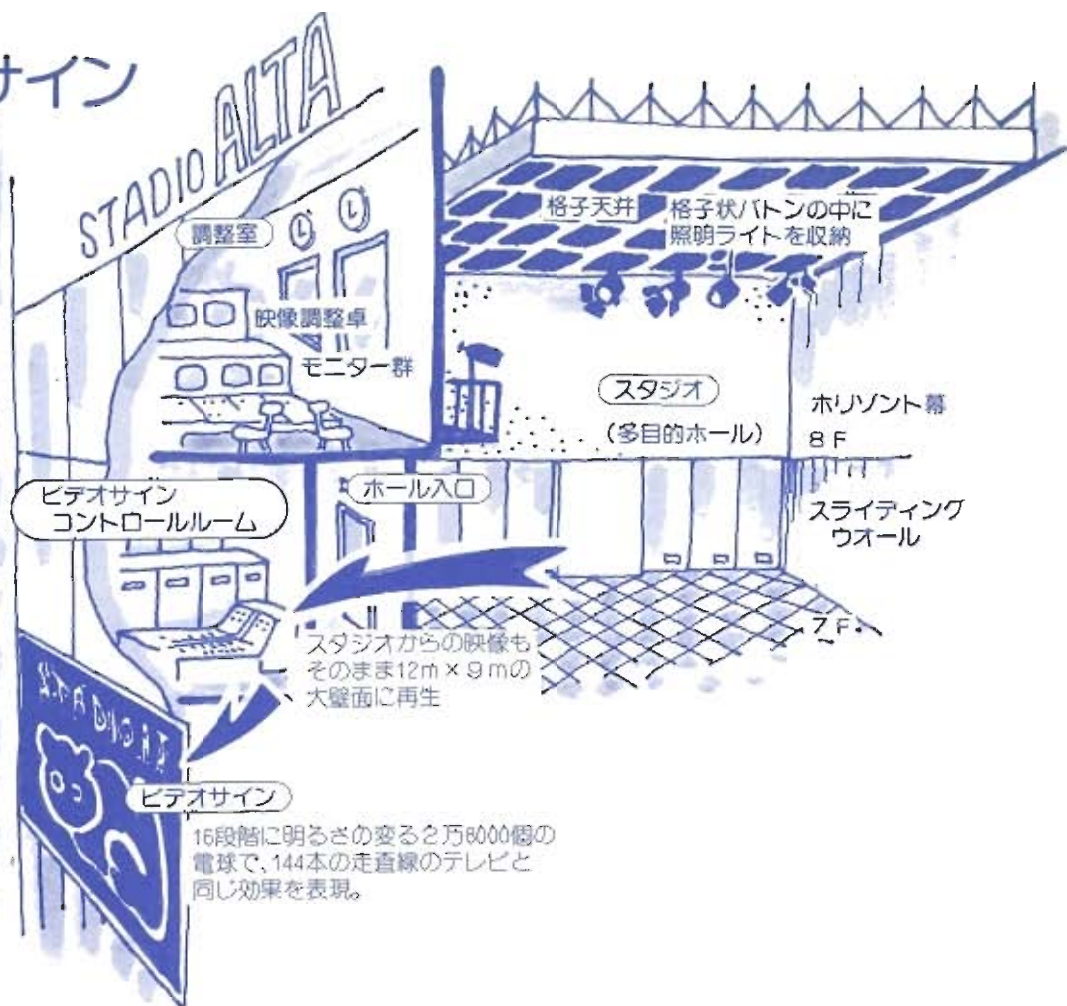 サイン
STADIO ALTA
調整室
映像調整卓
モニター群
格子天井
格子状バトンの中に
照明ライトを収納
スタジオ
(多目的ホール)
ホリゾント幕
8F
スライディング
ウオール
7F
ホール入口
ビデオサイン
コントロールルーム
スタジオからの映像も
そのまま12m×9mの
大壁面に再生
ビデオサイン
16段階に明るさの変る2万6000個の
電球で、144本の走直線のテレビと
同じ効果を表現。